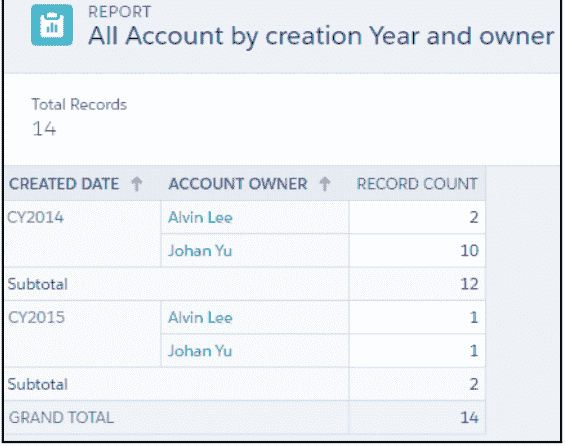 REPORT
All Account by creation Year and owner
Total Records
14
CREATED DATE ACCOUNT OWNER RECORD COUNT
CY2014 Alvin Lee 2
Johan Yu 10
Subtotal 12
CY2015 Alvin Lee 1
Johan Yu 1
Subtotal 2
GRAND TOTAL 14